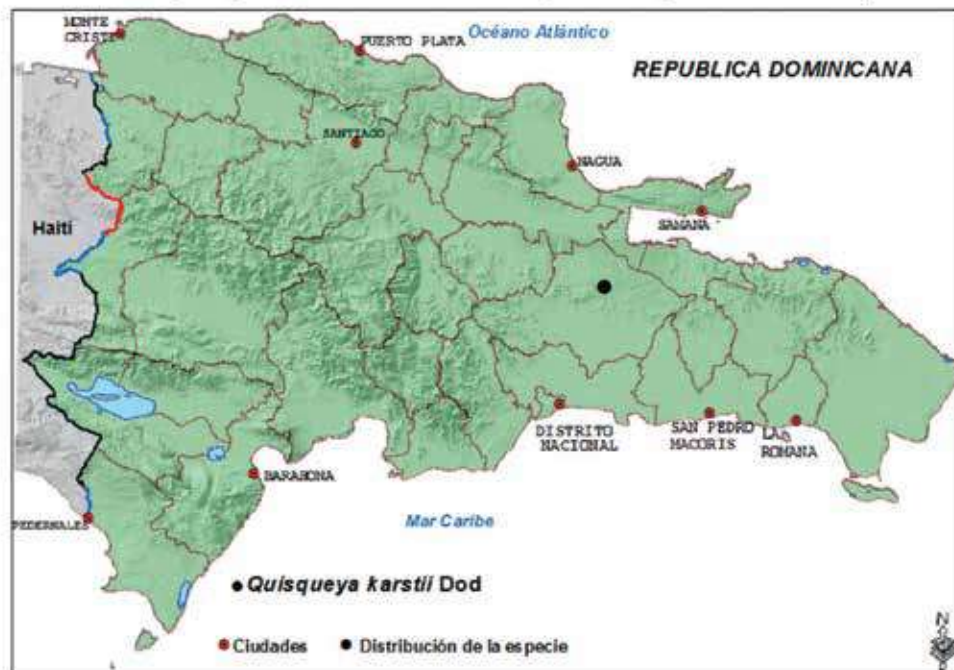 MONTE
CRISTI
PUERTO PLATA
Océano Atlántico
REPUBLICA DOMINICANA
SANTIAGO
NAGUA
SAMANA
Haití
DISTRITO
NACIONAL
SAN PEDRO
MACORIS
LA
ROMANA
BARAHONA
PEDERNALES
Mar Caribe
Quisqueya karstii Dod
Ciudades
Distribución de la especie
N